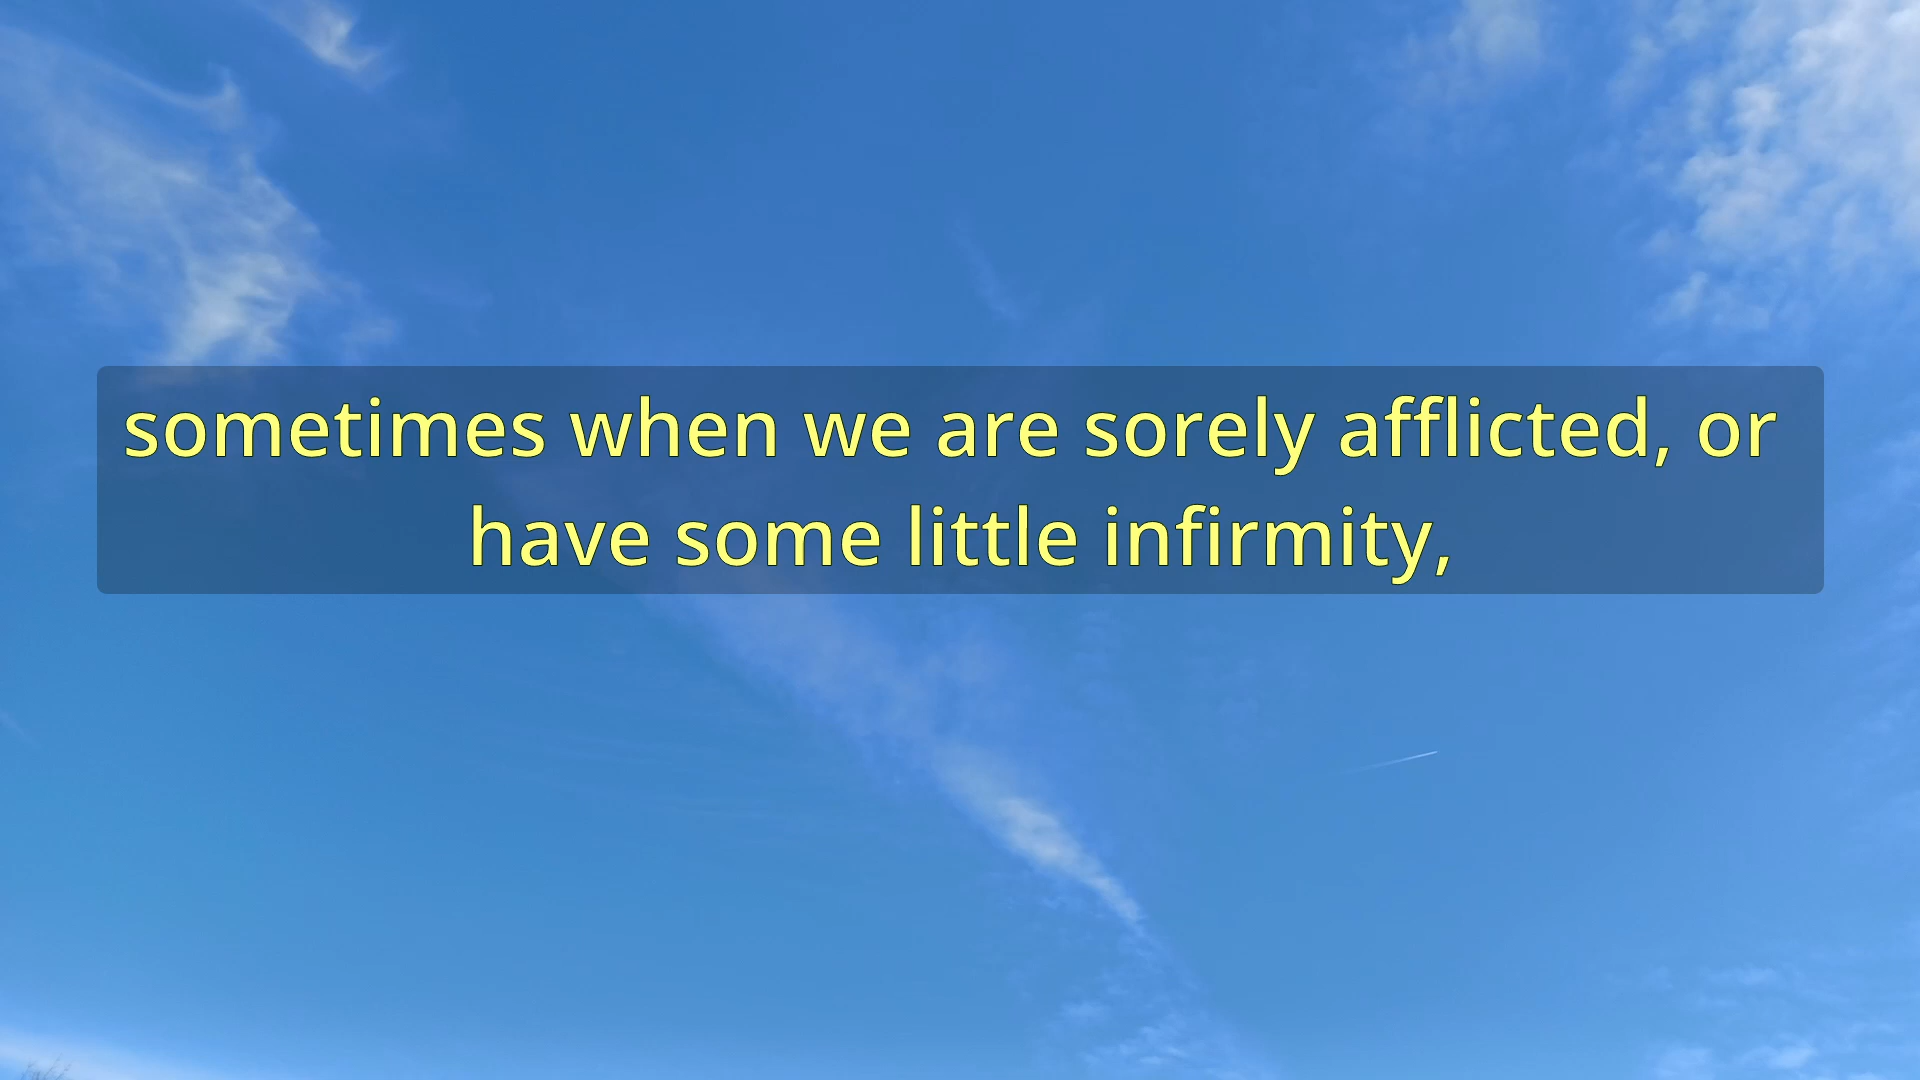 sometimes when we are sorely afflicted, or
have some little infirmity,